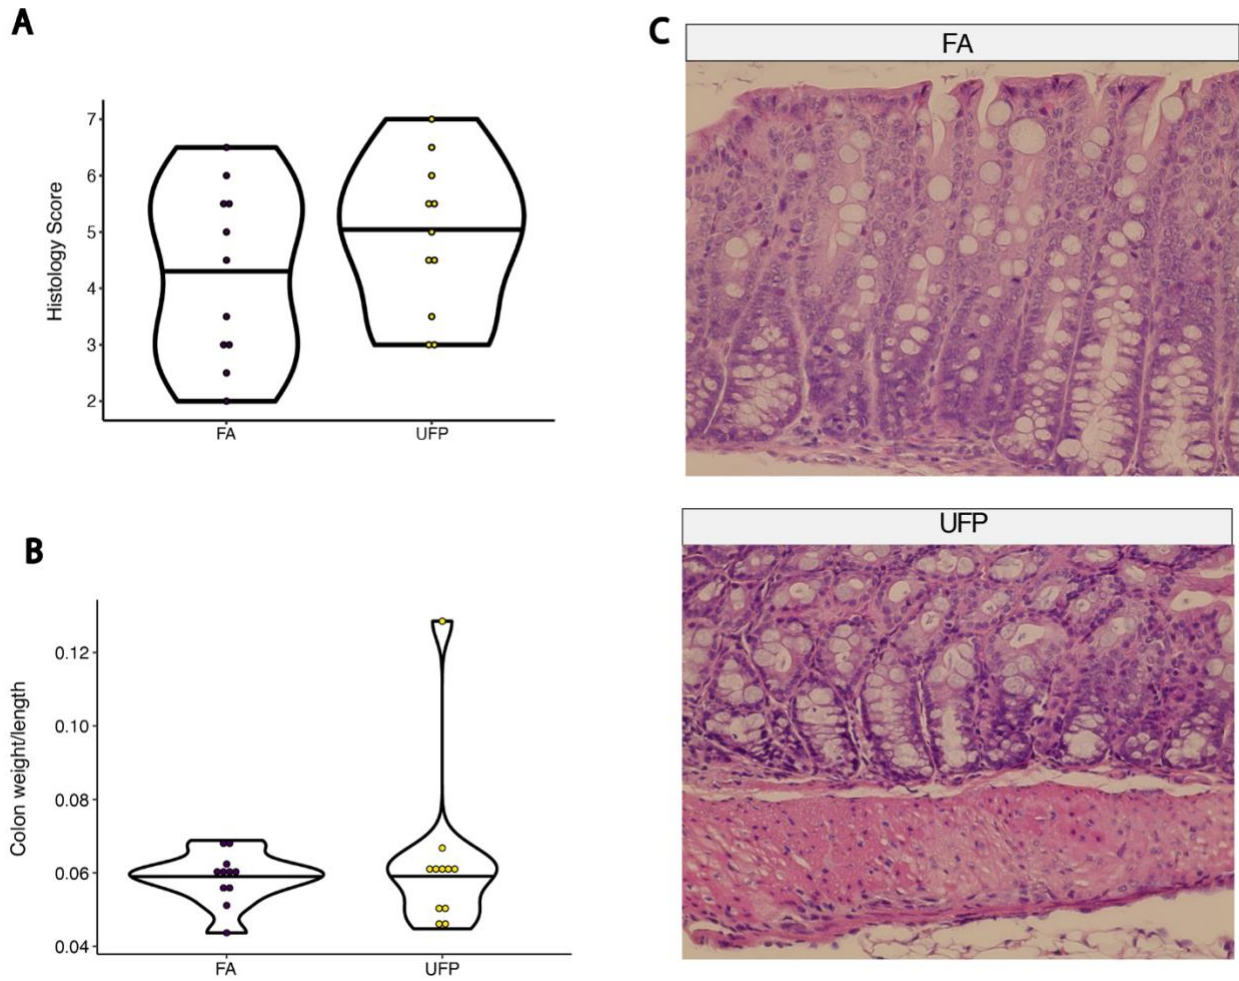 A
Histology Score
7
6
5
4
3
2
FA
UFP
B
Colon weight/length
0.12
0.10
0.08
0.06
0.04
FA
UFP
C
FA
UFP